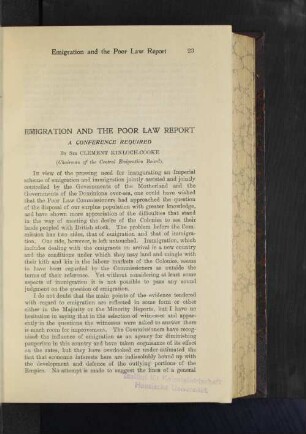 Emigration and the Poor Law Report 23
EMIGRATION AND THE POOR LAW REPORT
A CONFERENCE REQUIRED
By Sir CLEMENT KINLOCH-COOKE
(Chairman of the Central Emigration Board).
In view of the pressing need for inaugurating an Imperial
scheme of emigration and immigration jointly assisted and jointly
controlled by the Governments of the Motherland and the
Governments of the Dominions oversea, one could have wished
that the Poor Law Commissioners had approached the question
of the disposal of our surplus population with greater knowledge,
and have shown more appreciation of the difficulties that stand
in the way of meeting the desire of the Colonies to see their
lands peopled with British stock. The problem before the Com-
mission has two sides, that of emigration and that of immigra-
tion. One side, however, is left untouched. Immigration, which
includes dealing with the emigrants on arrival in a new country
and the conditions under which they may land and mingle with
their kith and kin in the labour markets of the Colonies, seems
to have been regarded by the Commissioners as outside the
terms of their reference. Yet without considering at least some
aspects of immigration it is not possible to pass any sound
judgment on the question of emigration.
I do not doubt that the main points of the evidence tendered
with regard to emigration are reflected in some form or other
either in the Majority or the Minority Reports, but I have no
hesitation in saying that in the selection of witnesses and appar-
ently in the questions the witnesses were asked to answer there
is much room for improvement. The Commissioners have recog-
nised the influence of emigration as an agency for diminishing
pauperism in this country and have taken cognisance of its effect
on the rates, but they have overlooked or under-estimated the
fact that economic interests here are indissolubly bound up with
the government and defence of the outlying portions of the
Empire. No attempt is made to suggest the basis of a general